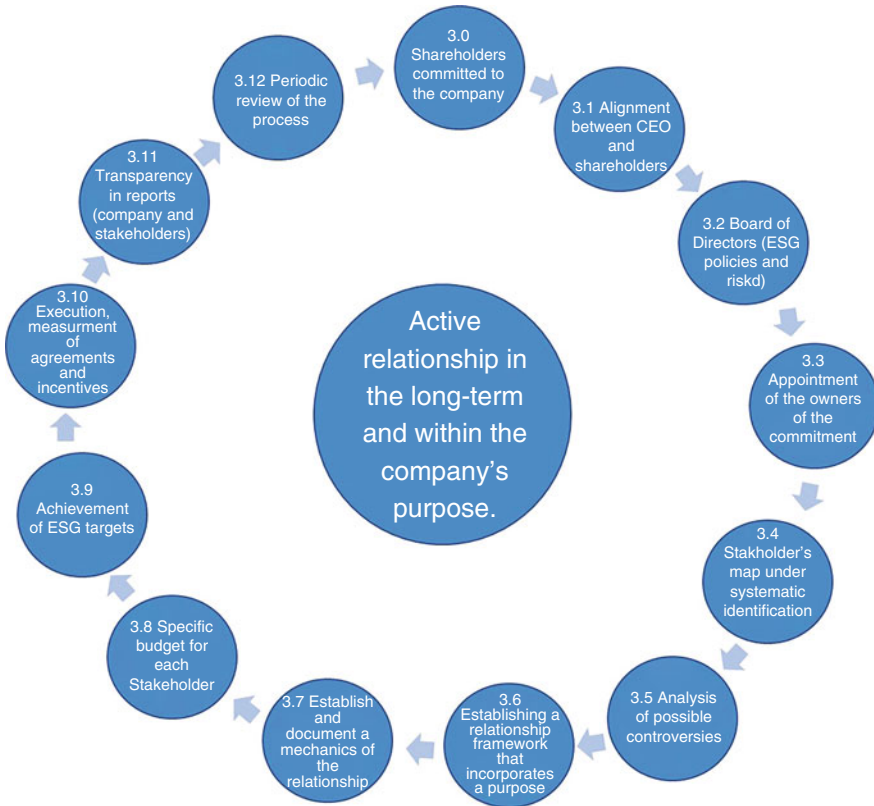 3.0
Shareholders
committed to
the company
3.1 Alignment
between CEO
and
shareholders
3.2 Board of
Directors (ESG
policies and
riskd)
3.3
Appointment
of the owners
of the
commitment
3.4
Stakholder's
map under
systematic
identification
3.5 Analysis
of possible
controversies
3.6
Establishing a
relationship
framework
that
incorporates
a purpose
3.7 Establish
and
document a
mechanics of
the
relationship
3.8 Specific
budget for
each
Stakeholder
3.9
Achievement
of ESG targets
3.10
Execution,
measurment
of
agreements
and
incentives
3.11
Transparency
in reports
(company and
stakeholders)
3.12 Periodic
review of the
process
Active
relationship in
the long-term
and within the
company's
purpose.